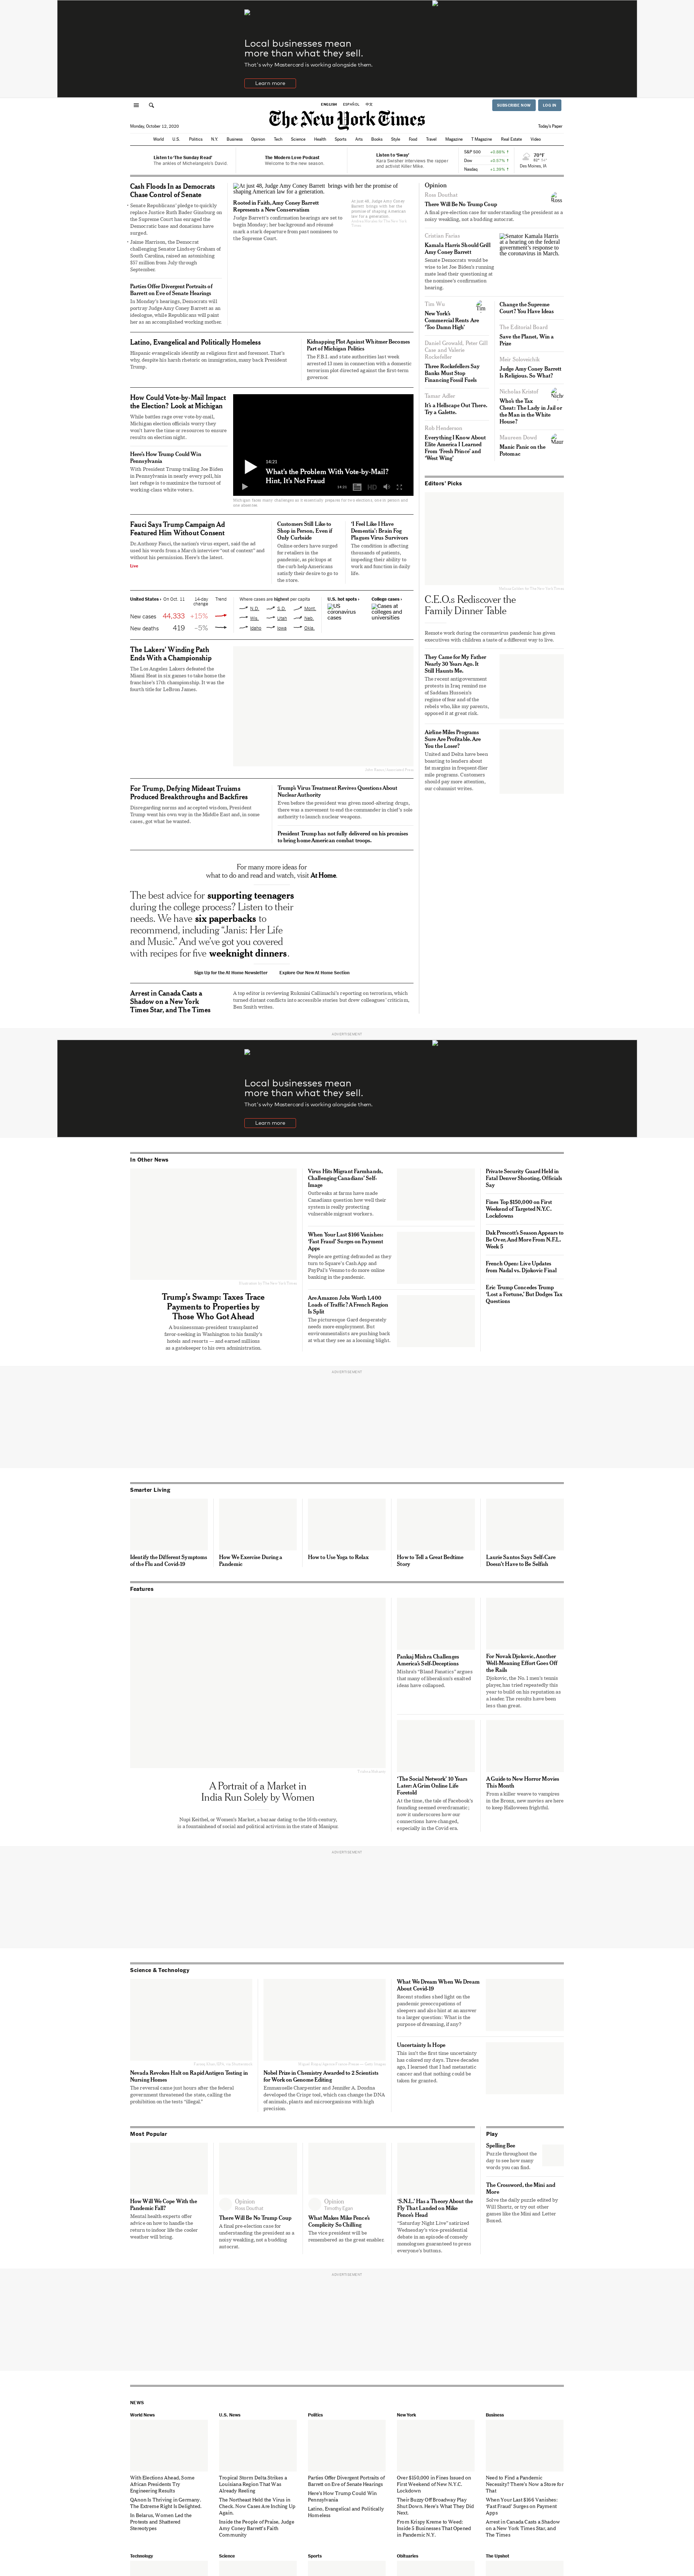 Local businesses mean
more than what they sell.
That's why Mastercard is working alongside them.
Learn more
ENGLISH ESPAÑOL 中文
SUBSCRIBE NOW LOG IN
The New York Times
Monday, October 12, 2020
Today's Paper
World U.S. Politics N.Y. Business Opinion Tech Science Health Sports Arts Books Style Food Travel Magazine T Magazine Real Estate Video
Listen to 'The Sunday Read'
The ankles of Michelangelo's David.
The Modern Love Podcast
Welcome to the new season.
Listen to 'Sway'
Kara Swisher interviews the rapper
and activist Killer Mike.
S&P 500 +0.88% ↑
Dow +0.57% ↑
Nasdaq +1.39% ↑
70°F
Des Moines, IA
Cash Floods In as Democrats
Chase Control of Senate
Senate Republicans' pledge to quickly
replace Justice Ruth Bader Ginsburg on
the Supreme Court has enraged the
Democratic base and donations have
surged.
Jaime Harrison, the Democrat
challenging Senator Lindsey Graham of
South Carolina, raised an astonishing
$57 million from July through
September.
Parties Offer Divergent Portraits of
Barrett on Eve of Senate Hearings
In Monday's hearings, Democrats will
portray Judge Amy Coney Barrett as an
ideologue, while Republicans will paint
her as an accomplished working mother.
At just 48, Judge Amy Coney Barrett brings with her the promise of
shaping American law for a generation.
Rooted in Faith, Amy Coney Barrett
Represents a New Conservatism
Judge Barrett's confirmation hearings are set to
begin Monday; her background and résumé
mark a stark departure from past nominees to
the Supreme Court.
At just 48, Judge Amy Coney
Barrett brings with her the
promise of shaping American
law for a generation.
Latino, Evangelical and Politically Homeless
Hispanic evangelicals identify as religious first and foremost. That's
why, despite his harsh rhetoric on immigration, many back President
Trump.
Kidnapping Plot Against Whitmer Becomes
Part of Michigan Politics
The F.B.I. and state authorities last week
arrested 13 men in connection with a domestic
terrorism plot directed against the first-term
governor.
How Could Vote-by-Mail Impact
the Election? Look at Michigan
While battles rage over vote-by-mail,
Michigan election officials worry they
won't have the time or resources to ensure
results on election night.
Here's How Trump Could Win
Pennsylvania
With President Trump trailing Joe Biden
in Pennsylvania in nearly every poll, his
last refuge is to maximize the turnout of
working-class white voters.
14:21
What's the Problem With Vote-by-Mail?
Hint, It's Not Fraud
Fauci Says Trump Campaign Ad
Featured Him Without Consent
Dr. Anthony Fauci, the nation's virus expert, said the ad
used his words from a March interview "out of context" and
without his permission. Here's the latest.
Live
Customers Still Like to
Shop in Person, Even if
Only Curbside
Online orders have surged
for retailers in the
pandemic, as pickups at
the curb help Americans
satisfy their desire to go to
the store.
'I Feel Like I Have
Dementia': Brain Fog
Plagues Virus Survivors
The condition is affecting
thousands of patients,
impeding their ability to
work and function in daily
life.
United States › On Oct. 11 14-day
change Trend
New cases 44,333 +15%
New deaths 419 –5%
Where cases are highest per capita
N.D. S.D. Mont.
Wis. Utah Neb.
Idaho Iowa Okla.
U.S. hot spots ›
US
coronavirus
cases
College cases ›
Cases at
colleges and
universities
The Lakers' Winding Path
Ends With a Championship
The Los Angeles Lakers defeated the
Miami Heat in six games to take home the
franchise's 17th championship. It was the
fourth title for LeBron James.
For Trump, Defying Mideast Truisms
Produced Breakthroughs and Backfires
Disregarding norms and accepted wisdom, President
Trump went his own way in the Middle East and, in some
cases, got what he wanted.
Trump's Virus Treatment Revives Questions About
Nuclear Authority
Even before the president was given mood-altering drugs,
there was a movement to end the commander in chief's sole
authority to launch nuclear weapons.
President Trump has not fully delivered on his promises
to bring home American combat troops.
For many more ideas for
what to do and read and watch, visit At Home.
The best advice for supporting teenagers
during the college process? Listen to their
needs. We have six paperbacks to
recommend, including "Janis: Her Life
and Music." And we've got you covered
with recipes for five weeknight dinners.
Sign Up for the At Home Newsletter Explore Our New At Home Section
Arrest in Canada Casts a
Shadow on a New York
Times Star, and The Times
A top editor is reviewing Rukmini Callimachi's reporting on terrorism, which
turned distant conflicts into accessible stories but drew colleagues' criticism,
Ben Smith writes.
Opinion
Ross Douthat
There Will Be No Trump Coup
A final pre-election case for understanding the president as a
noisy weakling, not a budding autocrat.
Cristian Farias
Kamala Harris Should Grill
Amy Coney Barrett
Senate Democrats would be
wise to let Joe Biden's running
mate lead their questioning at
the nominee's confirmation
hearing.
Senator Kamala Harris
at a hearing on the federal
government's response to
the coronavirus in March.
Tim Wu
New York's
Commercial Rents Are
'Too Damn High'
Daniel Growald, Peter Gill
Case and Valerie
Rockefeller
Three Rockefellers Say
Banks Must Stop
Financing Fossil Fuels
Tamar Adler
It's a Hellscape Out There.
Try a Galette.
Rob Henderson
Everything I Know About
Elite America I Learned
From 'Fresh Prince' and
'West Wing'
Change the Supreme
Court? You Have Ideas
The Editorial Board
Save the Planet, Win a
Prize
Meir Soloveichik
Judge Amy Coney Barrett
Is Religious. So What?
Nicholas Kristof
Who's the Tax
Cheat: The Lady in Jail or
the Man in the White
House?
Maureen Dowd
Manic Panic on the
Potomac
Editors' Picks
C.E.O.s Rediscover the
Family Dinner Table
Remote work during the coronavirus pandemic has given
executives with children a taste of a different way to live.
They Came for My Father
Nearly 30 Years Ago. It
Still Haunts Me.
The recent antigovernment
protests in Iraq remind me
of Saddam Hussein's
regime of fear and of the
rebels who, like my parents,
opposed it at great risk.
Airline Miles Programs
Sure Are Profitable. Are
You the Loser?
United and Delta have been
boasting to lenders about
fat margins in frequent-flier
mile programs. Customers
should pay more attention,
our columnist writes.
ADVERTISEMENT
Local businesses mean
more than what they sell.
That's why Mastercard is working alongside them.
Learn more
In Other News
Trump's Swamp: Taxes Trace
Payments to Properties by
Those Who Got Ahead
A businessman-president transplanted
favor-seeking in Washington to his family's
hotels and resorts — and earned millions
as a gatekeeper to his own administration.
Virus Hits Migrant Farmhands,
Challenging Canadians' Self-
Image
Outbreaks at farms have made
Canadians question how well their
system is really protecting
vulnerable migrant workers.
When Your Last $166 Vanishes:
'Fast Fraud' Surges on Payment
Apps
People are getting defrauded as they
turn to Square's Cash App and
PayPal's Venmo to do more online
banking in the pandemic.
Are Amazon Jobs Worth 1,400
Loads of Traffic? A French Region
Is Split
The picturesque Gard desperately
needs more employment. But
environmentalists are pushing back
at what they see as a looming blight.
Private Security Guard Held in
Fatal Denver Shooting, Officials
Say
Fines Top $150,000 on First
Weekend of Targeted N.Y.C.
Lockdowns
Dak Prescott's Season Appears to
Be Over, And More From N.F.L.
Week 5
French Open: Live Updates
from Nadal vs. Djokovic Final
Eric Trump Concedes Trump
'Lost a Fortune,' But Dodges Tax
Questions
ADVERTISEMENT
Smarter Living
Identify the Different Symptoms
of the Flu and Covid-19
How We Exercise During a
Pandemic
How to Use Yoga to Relax
How to Tell a Great Bedtime
Story
Laurie Santos Says Self-Care
Doesn't Have to Be Selfish
Features
A Portrait of a Market in
India Run Solely by Women
Nupi Keithel, or Women's Market, a bazaar dating to the 16th century,
is a fountainhead of social and political activism in the state of Manipur.
Pankaj Mishra Challenges
America's Self-Deceptions
Mishra's "Bland Fanatics" argues
that many of liberalism's exalted
ideas have collapsed.
For Novak Djokovic, Another
Well-Meaning Effort Goes Off
the Rails
Djokovic, the No. 1 men's tennis
player, has tried repeatedly this
year to build on his reputation as
a leader. The results have been
less than great.
'The Social Network' 10 Years
Later: A Grim Online Life
Foretold
At the time, the tale of Facebook's
founding seemed overdramatic;
now it underscores how our
connections have changed,
especially in the Covid era.
A Guide to New Horror Movies
This Month
From a killer weave to vampires
in the Bronx, new movies are here
to keep Halloween frightful.
ADVERTISEMENT
Science & Technology
Nevada Revokes Halt on Rapid Antigen Testing in
Nursing Homes
The reversal came just hours after the federal
government threatened the state, calling the
prohibition on the tests "illegal."
Nobel Prize in Chemistry Awarded to 2 Scientists
for Work on Genome Editing
Emmanuelle Charpentier and Jennifer A. Doudna
developed the Crispr tool, which can change the DNA
of animals, plants and microorganisms with high
precision.
What We Dream When We Dream
About Covid-19
Recent studies shed light on the
pandemic preoccupations of
sleepers and also hint at an answer
to a larger question: What is the
purpose of dreaming, if any?
Uncertainty Is Hope
This isn't the first time uncertainty
has colored my days. Three decades
ago, I learned that I had metastatic
cancer and that nothing could be
taken for granted.
Most Popular
How Will We Cope With the
Pandemic Fall?
Mental health experts offer
advice on how to handle the
return to indoor life the cooler
weather will bring.
Opinion
Ross Douthat
There Will Be No Trump Coup
A final pre-election case for
understanding the president as a
noisy weakling, not a budding
autocrat.
Opinion
Timothy Egan
What Makes Mike Pence's
Complicity So Chilling
The vice president will be
remembered as the great enabler.
'S.N.L.' Has a Theory About the
Fly That Landed on Mike
Pence's Head
"Saturday Night Live" satirized
Wednesday's vice-presidential
debate in an episode of comedy
monologues guaranteed to press
everyone's buttons.
Play
Spelling Bee
Puzzle throughout the
day to see how many
words you can find.
The Crossword, the Mini and
More
Solve the daily puzzle edited by
Will Shortz, or try out other
games like the Mini and Letter
Boxed.
ADVERTISEMENT
NEWS
World News
With Elections Ahead, Some
African Presidents Try
Engineering Results
QAnon Is Thriving in Germany.
The Extreme Right Is Delighted.
In Belarus, Women Led the
Protests and Shattered
Stereotypes
U.S. News
Tropical Storm Delta Strikes a
Louisiana Region That Was
Already Reeling
The Northeast Held the Virus in
Check. Now Cases Are Inching Up
Again.
Inside the People of Praise, Judge
Amy Coney Barrett's Faith
Community
Politics
Parties Offer Divergent Portraits of
Barrett on Eve of Senate Hearings
Here's How Trump Could Win
Pennsylvania
Latino, Evangelical and Politically
Homeless
New York
Over $150,000 in Fines Issued on
First Weekend of New N.Y.C.
Lockdown
Their Buzzy Off Broadway Play
Shut Down. Here's What They Did
Next.
From Krispy Kreme to Weed:
Inside 5 Businesses That Opened
in Pandemic N.Y.
Business
Need to Find a Pandemic
Necessity? There's Now a Store for
That
When Your Last $166 Vanishes:
'Fast Fraud' Surges on Payment
Apps
Arrest in Canada Casts a Shadow
on a New York Times Star, and
The Times
Technology Science Sports Obituaries The Upshot